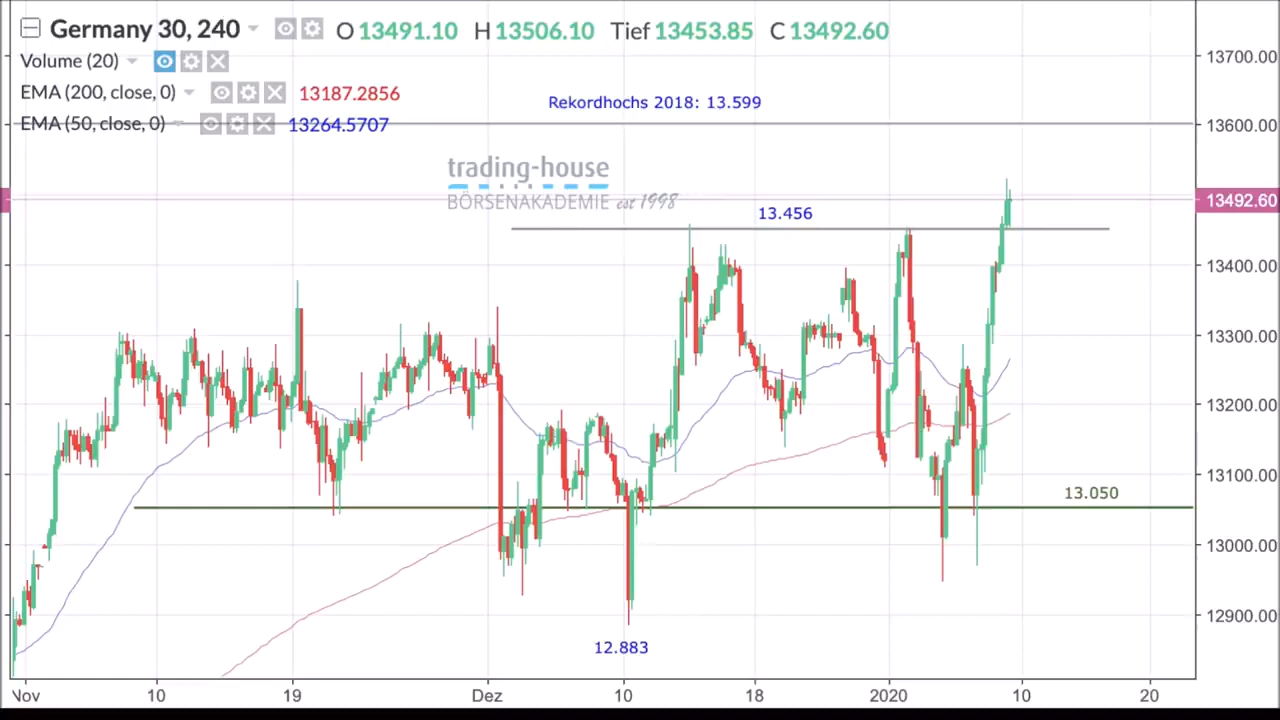 Germany 30, 240 O 13491.10 H 13506.10 Tief 13453.85 C 13492.60
Volume (20)
EMA (200, close, 0) 13187.2856
EMA (50, close, 0) 13264.5707
Rekordhochs 2018: 13.599
trading-house
BÖRSENAKADEMIE est 1998
13.456
13.050
12.883
13700.00
13600.00
13492.60
13400.00
13300.00
13200.00
13100.00
13000.00
12900.00
Nov 10 19 Dez 10 18 2020 10 20